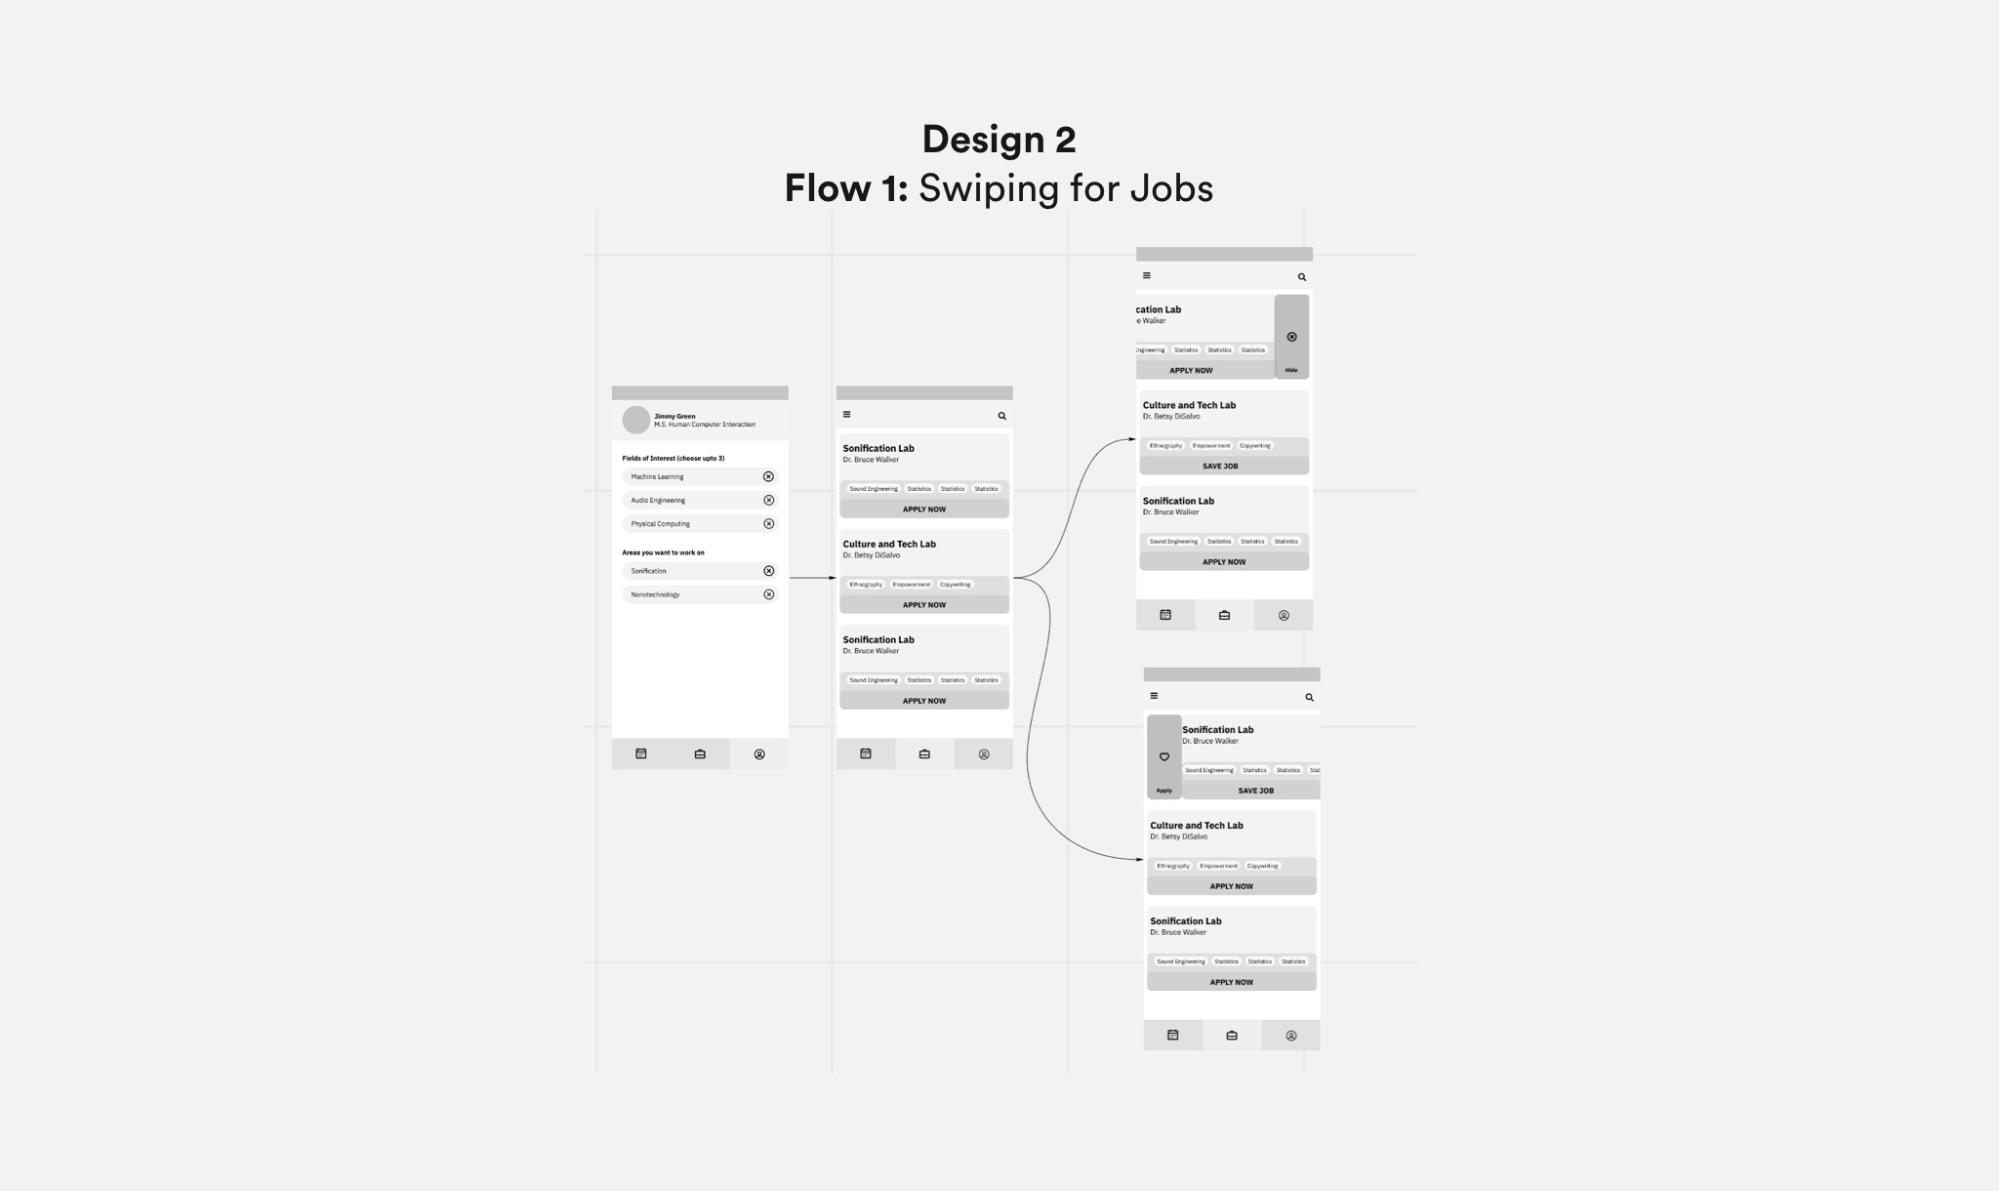 Design 2
Flow 1: Swiping for Jobs
Jimmy Green
M.S. Human Computer Interaction
Fields of Interest (choose upto 3)
Machine Learning
Audio Engineering
Physical Computing
Areas you want to work on
Sonification
Nanotechnology
Sonification Lab
Dr. Bruce Walker
Sound Engineering Statistics Statistics Statistics
APPLY NOW
Culture and Tech Lab
Dr. Betsy DiSalvo
Ethnography Empowerment Copywriting
APPLY NOW
Sonification Lab
Dr. Bruce Walker
Sound Engineering Statistics Statistics Statistics
APPLY NOW
cation Lab
e Walker
ngineering Statistics Statistics Statistics
APPLY NOW
Hide
Culture and Tech Lab
Dr. Betsy DiSalvo
Ethnography Empowerment Copywriting
SAVE JOB
Sonification Lab
Dr. Bruce Walker
Sound Engineering Statistics Statistics Statistics
APPLY NOW
Sonification Lab
Dr. Bruce Walker
Sound Engineering Statistics Statistics Stat
Apply
SAVE JOB
Culture and Tech Lab
Dr. Betsy DiSalvo
Ethnography Empowerment Copywriting
APPLY NOW
Sonification Lab
Dr. Bruce Walker
Sound Engineering Statistics Statistics Statistics
APPLY NOW